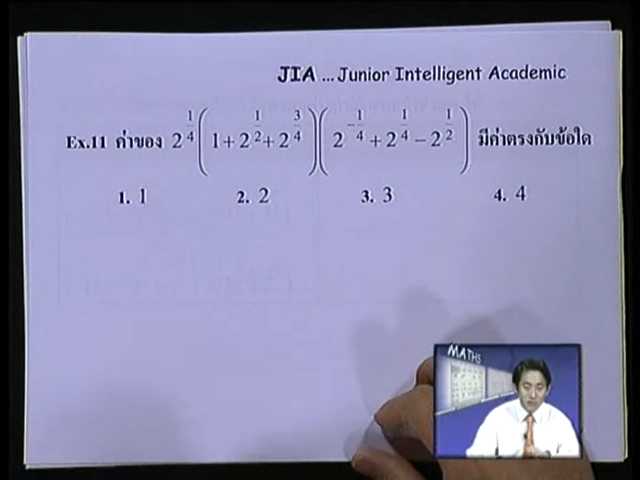 JIA ... Junior Intelligent Academic
Ex.11 ค่าของ 2^{1/4}(1+2^{1/2}+2^{3/4})(2^{-1/4}+2^{1/4}-2^{1/2}) มีค่าตรงกับข้อใด
1. 1 2. 2 3. 3 4. 4
MATHS